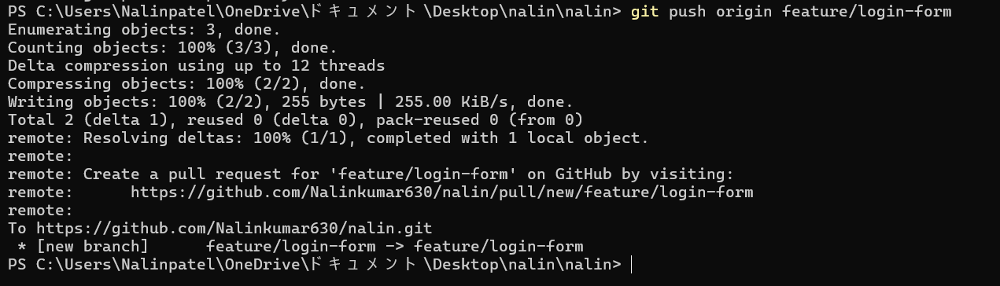 PS C:\Users\Nalinpatel\OneDrive\ドキュメント\Desktop\nalin\nalin> git push origin feature/login-form
Enumerating objects: 3, done.
Counting objects: 100% (3/3), done.
Delta compression using up to 12 threads
Compressing objects: 100% (2/2), done.
Writing objects: 100% (2/2), 255 bytes | 255.00 KiB/s, done.
Total 2 (delta 1), reused 0 (delta 0), pack-reused 0 (from 0)
remote: Resolving deltas: 100% (1/1), completed with 1 local object.
remote:
remote: Create a pull request for 'feature/login-form' on GitHub by visiting:
remote:      https://github.com/Nalinkumar630/nalin/pull/new/feature/login-form
remote:
To https://github.com/Nalinkumar630/nalin.git
 * [new branch]      feature/login-form -> feature/login-form
PS C:\Users\Nalinpatel\OneDrive\ドキュメント\Desktop\nalin\nalin>